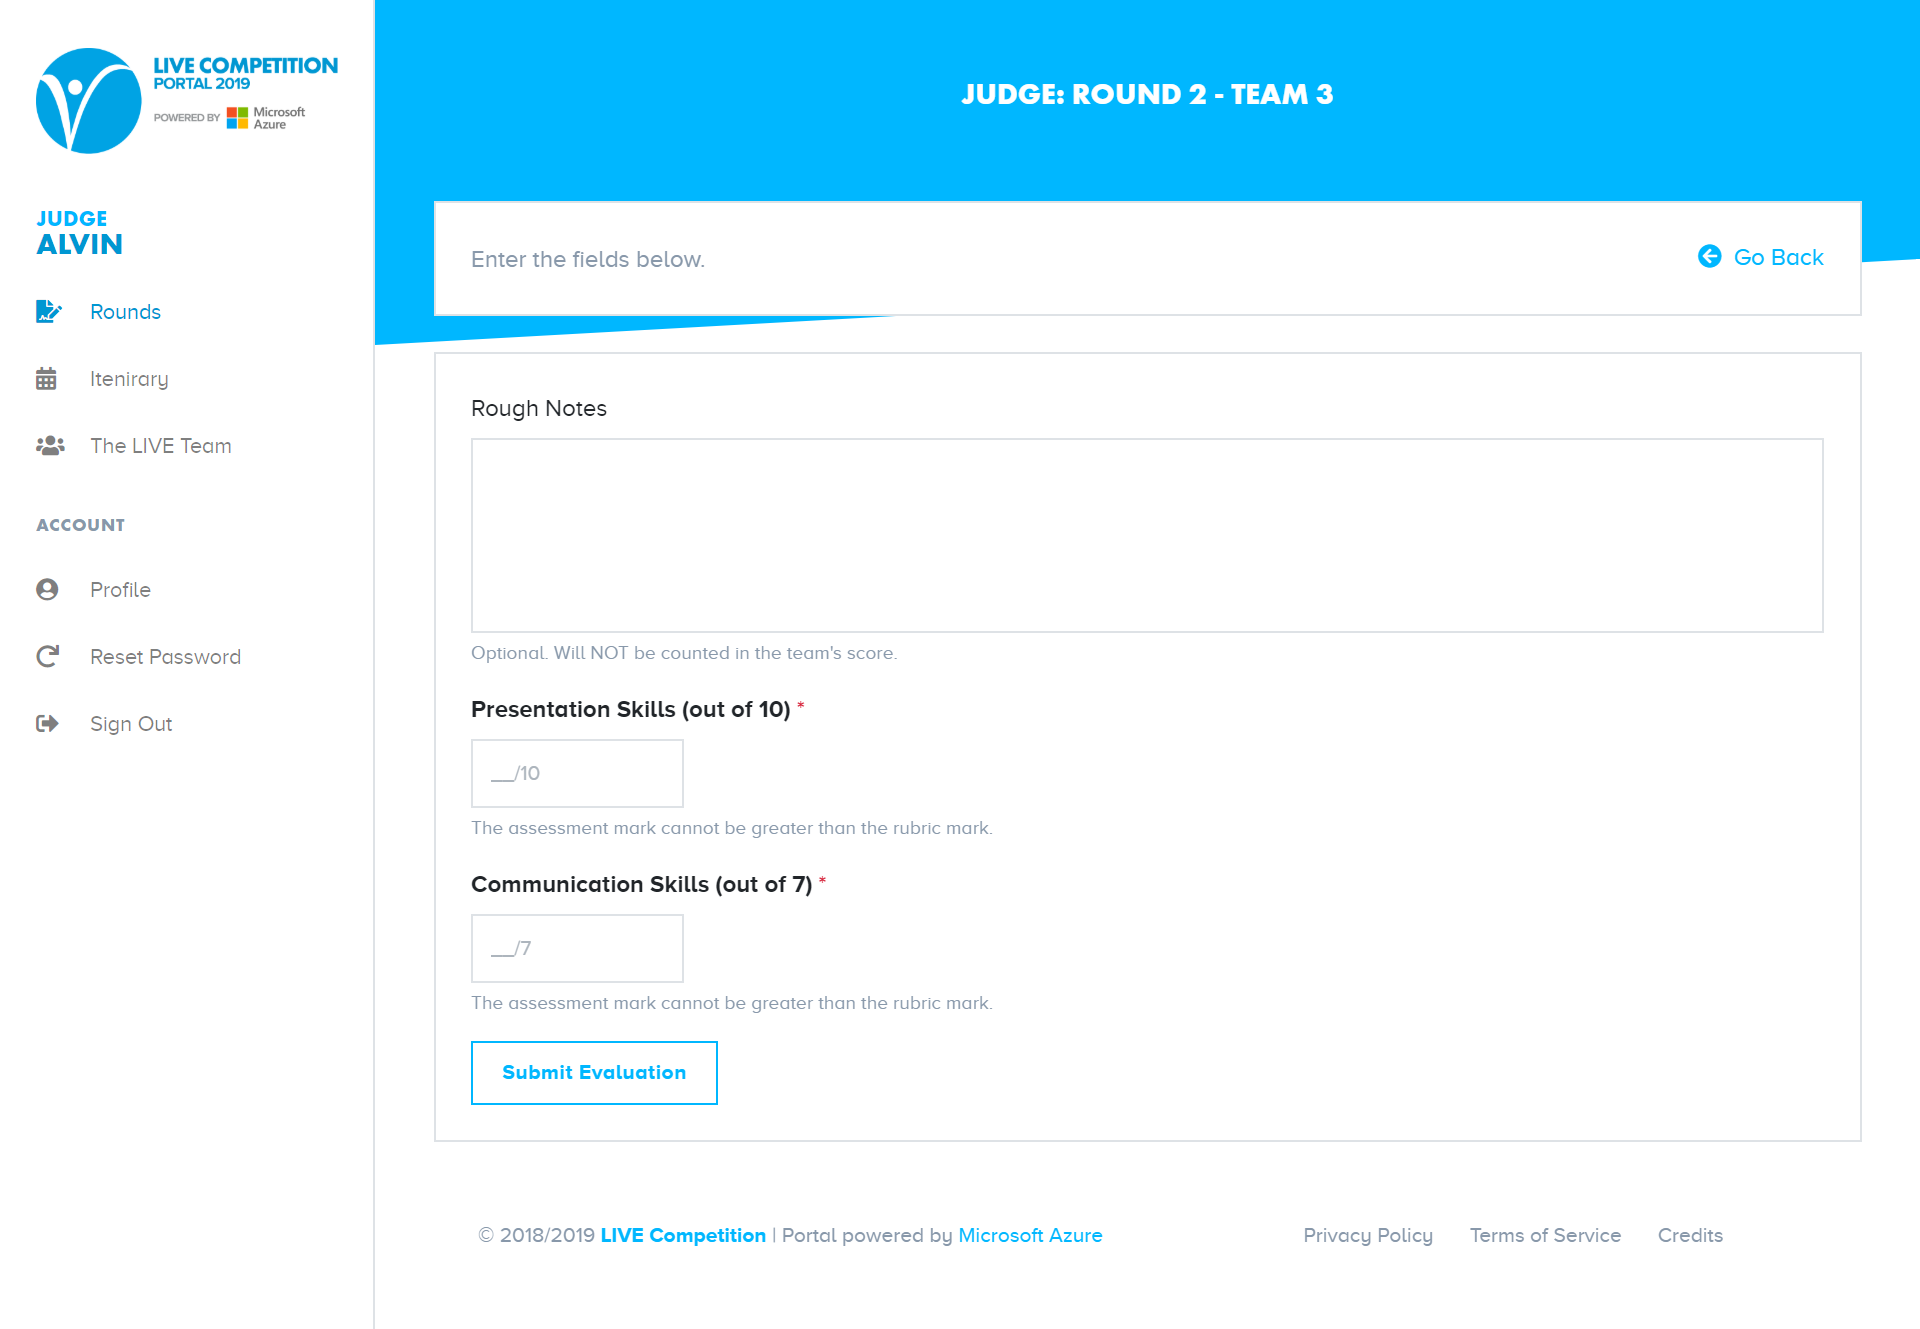 LIVE COMPETITION
PORTAL 2019
POWERED BY Microsoft Azure
JUDGE
ALVIN
Rounds
Itenirary
The LIVE Team
ACCOUNT
Profile
Reset Password
Sign Out
JUDGE: ROUND 2 - TEAM 3
Enter the fields below.
Go Back
Rough Notes
Optional. Will NOT be counted in the team's score.
Presentation Skills (out of 10) *
__/10
The assessment mark cannot be greater than the rubric mark.
Communication Skills (out of 7) *
__/7
The assessment mark cannot be greater than the rubric mark.
Submit Evaluation
© 2018/2019 LIVE Competition | Portal powered by Microsoft Azure
Privacy Policy Terms of Service Credits